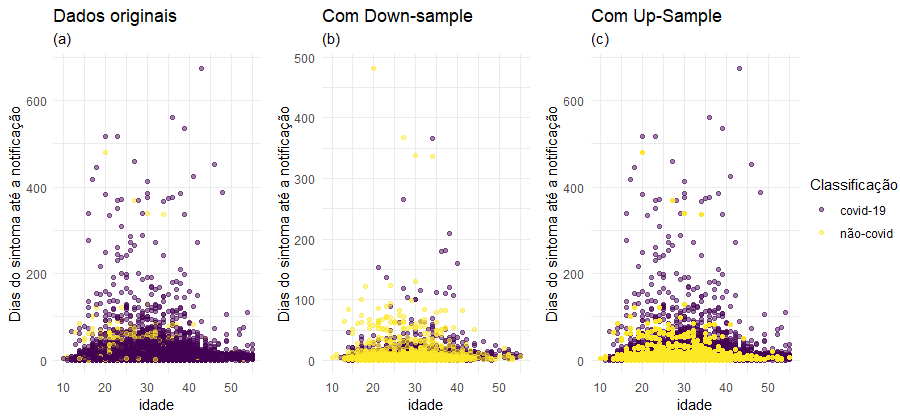 Dados originais
(a)
Dias do sintoma até a notificação
600
400
200
0
10 20 30 40 50
idade
Com Down-sample
(b)
Dias do sintoma até a notificação
500
400
300
200
100
0
10 20 30 40 50
idade
Com Up-Sample
(c)
Dias do sintoma até a notificação
600
400
200
0
10 20 30 40 50
idade
Classificação
covid-19
não-covid